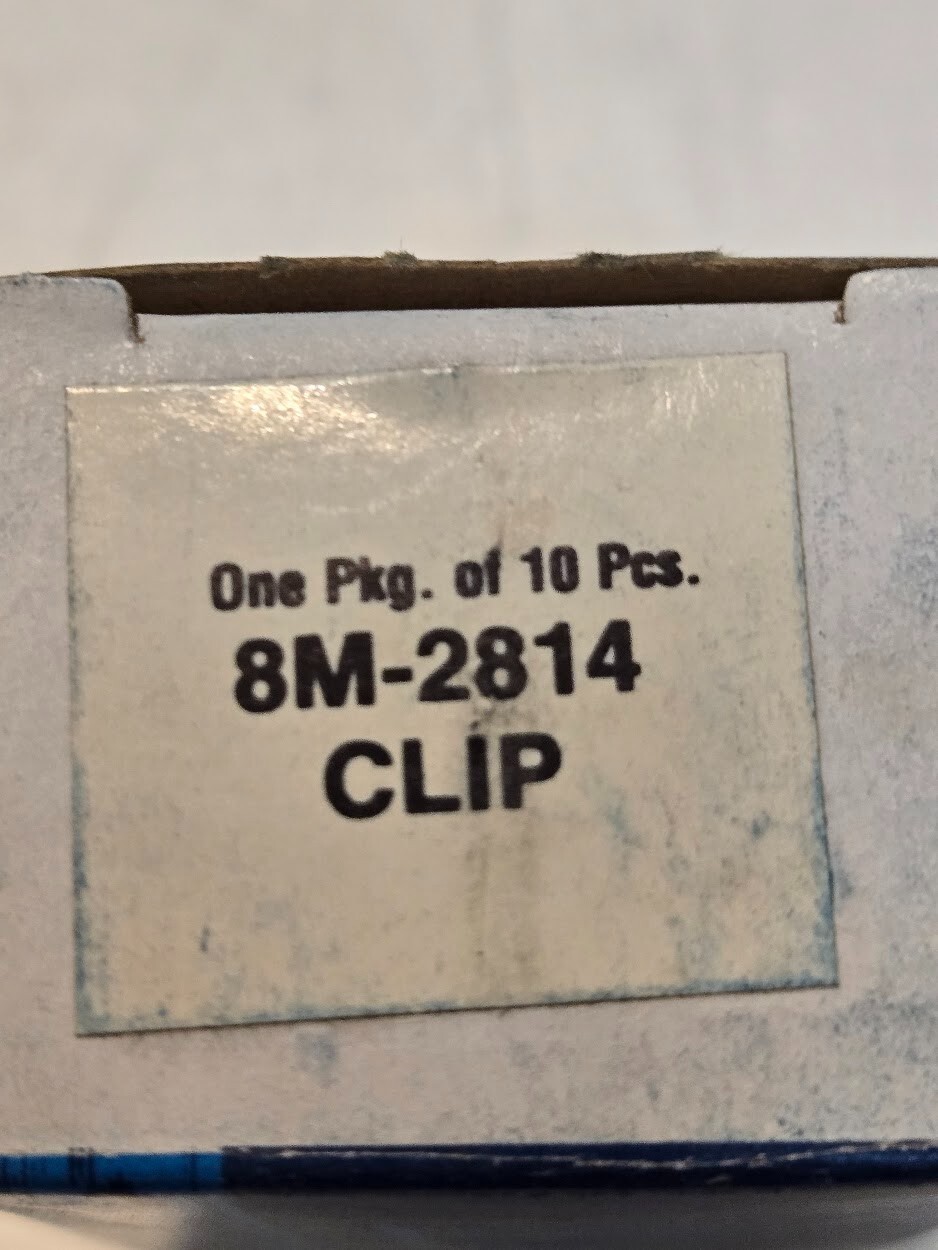 One Pkg. of 10 Pcs.
8M-2814
CLIP